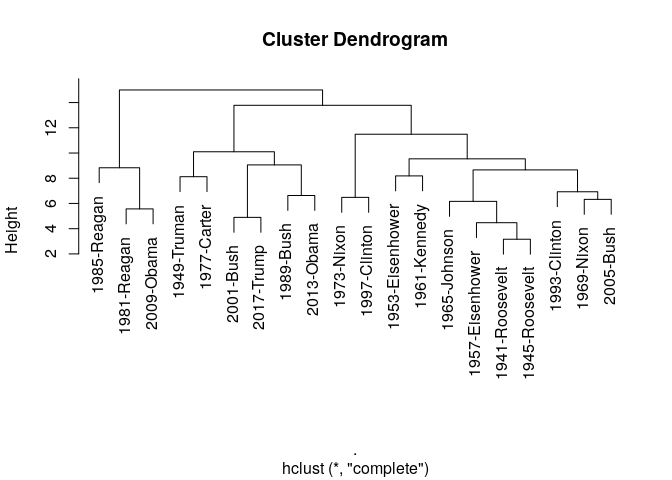 Cluster Dendrogram
Height
12
8
6
4
2
1985-Reagan
1981-Reagan
2009-Obama
1949-Truman
1977-Carter
2001-Bush
2017-Trump
1989-Bush
2013-Obama
1973-Nixon
1997-Clinton
1953-Eisenhower
1961-Kennedy
1965-Johnson
1957-Eisenhower
1941-Roosevelt
1945-Roosevelt
1993-Clinton
1969-Nixon
2005-Bush
.
hclust (*, "complete")